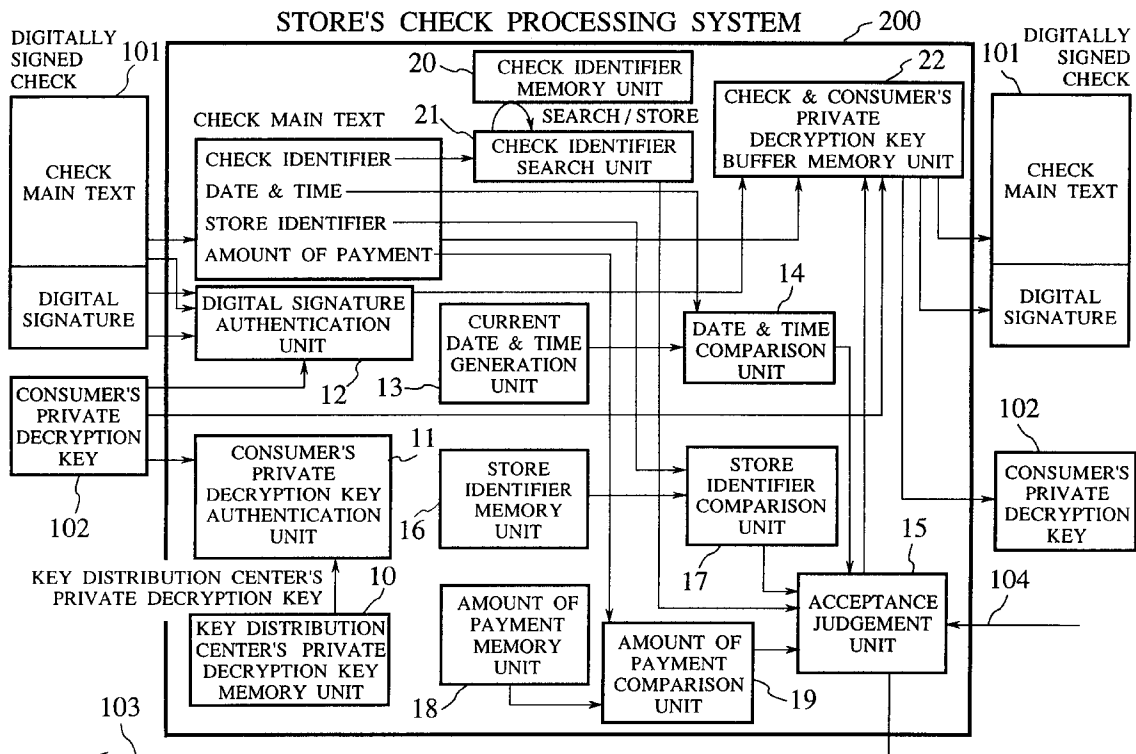 STORE'S CHECK PROCESSING SYSTEM
200
DIGITALLY
SIGNED
CHECK
101
CHECK
MAIN TEXT
DIGITAL
SIGNATURE
CONSUMER'S
PRIVATE
DECRYPTION
KEY
102
CHECK MAIN TEXT
CHECK IDENTIFIER
DATE & TIME
STORE IDENTIFIER
AMOUNT OF PAYMENT
20
CHECK IDENTIFIER
MEMORY UNIT
SEARCH / STORE
21
CHECK IDENTIFIER
SEARCH UNIT
22
CHECK & CONSUMER'S
PRIVATE
DECRYPTION KEY
BUFFER MEMORY UNIT
DIGITAL SIGNATURE
AUTHENTICATION
UNIT
12
CURRENT
DATE & TIME
GENERATION
UNIT
13
14
DATE & TIME
COMPARISON
UNIT
11
CONSUMER'S
PRIVATE
DECRYPTION KEY
AUTHENTICATION
UNIT
STORE
IDENTIFIER
MEMORY
UNIT
16
STORE
IDENTIFIER
COMPARISON
UNIT
17
KEY DISTRIBUTION CENTER'S
PRIVATE DECRYPTION KEY
10
KEY DISTRIBUTION
CENTER'S PRIVATE
DECRYPTION KEY
MEMORY UNIT
AMOUNT OF
PAYMENT
MEMORY
UNIT
18
AMOUNT OF
PAYMENT
COMPARISON
UNIT
19
15
ACCEPTANCE
JUDGEMENT
UNIT
DIGITALLY
SIGNED
CHECK
101
CHECK
MAIN TEXT
DIGITAL
SIGNATURE
102
CONSUMER'S
PRIVATE
DECRYPTION
KEY
104
103